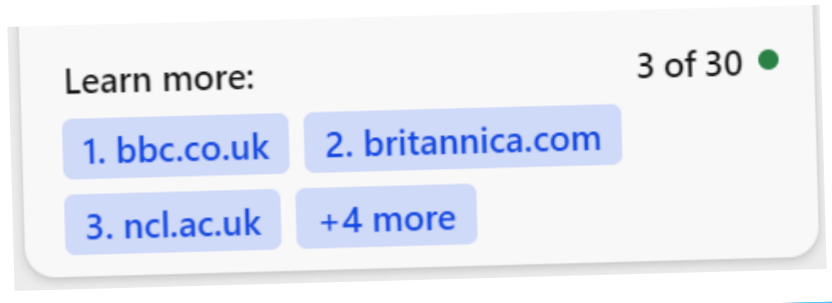 Learn more: 3 of 30
1. bbc.co.uk 2. britannica.com
3. ncl.ac.uk +4 more